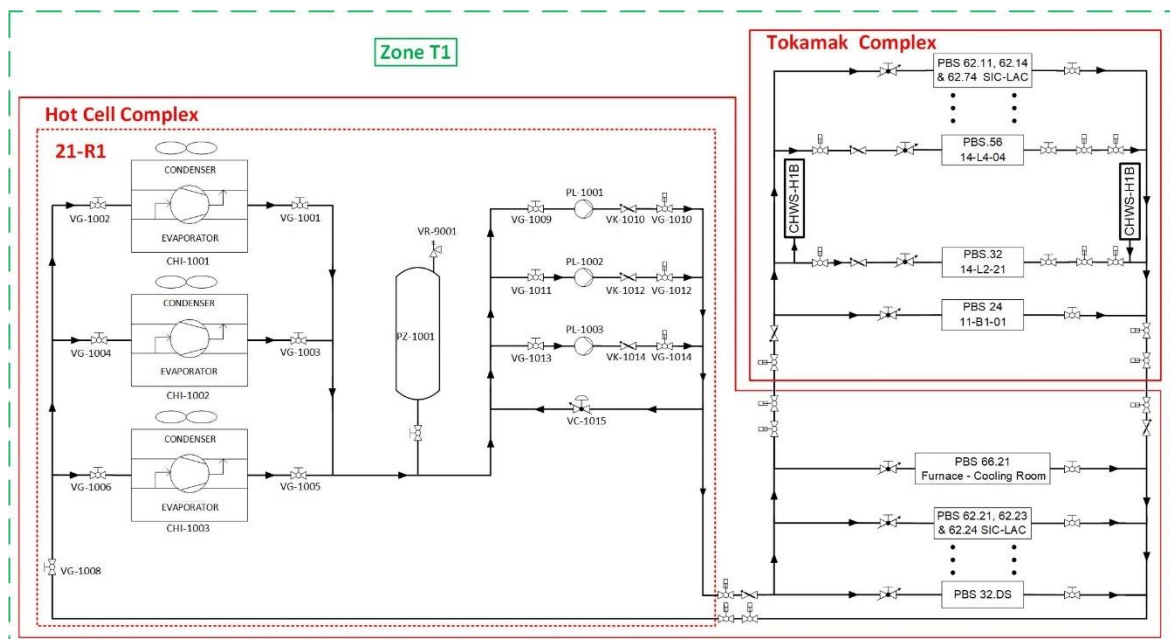 Zone T1
Tokamak Complex
PBS 62.11, 62.14
& 62.74 SIC-LAC
PBS.56
14-L4-04
CHWS-H1B
CHWS-H1B
PBS.32
14-L2-21
PBS 24
11-B1-01
Hot Cell Complex
21-R1
CONDENSER
VG-1002
VG-1001
EVAPORATOR
CHI-1001
CONDENSER
VG-1004
VG-1003
EVAPORATOR
CHI-1002
CONDENSER
VG-1006
VG-1005
EVAPORATOR
CHI-1003
VG-1008
VR-9001
PZ-1001
PL-1001
VG-1009
VK-1010
VG-1010
PL-1002
VG-1011
VK-1012
VG-1012
PL-1003
VG-1013
VK-1014
VG-1014
VC-1015
PBS 66.21
Furnace - Cooling Room
PBS 62.21, 62.23
& 62.24 SIC-LAC
PBS 32.DS